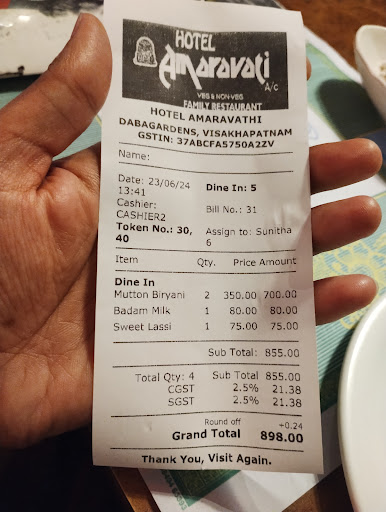 HOTEL
Amaravati
A/c
VEG & NON-VEG
FAMILY RESTAURANT
HOTEL AMARAVATHI
DABAGARDENS, VISAKHAPATNAM
GSTIN: 37ABCFA5750A2ZV
Name:
Date: 23/06/24 Dine In: 5
13:41
Cashier: Bill No.: 31
CASHIER2
Token No.: 30, Assign to: Sunitha
40 6
Item Qty. Price Amount
Dine In
Mutton Biryani 2 350.00 700.00
Badam Milk 1 80.00 80.00
Sweet Lassi 1 75.00 75.00
Sub Total: 855.00
Total Qty: 4 Sub Total 855.00
CGST 2.5% 21.38
SGST 2.5% 21.38
Round off +0.24
Grand Total 898.00
Thank You, Visit Again.